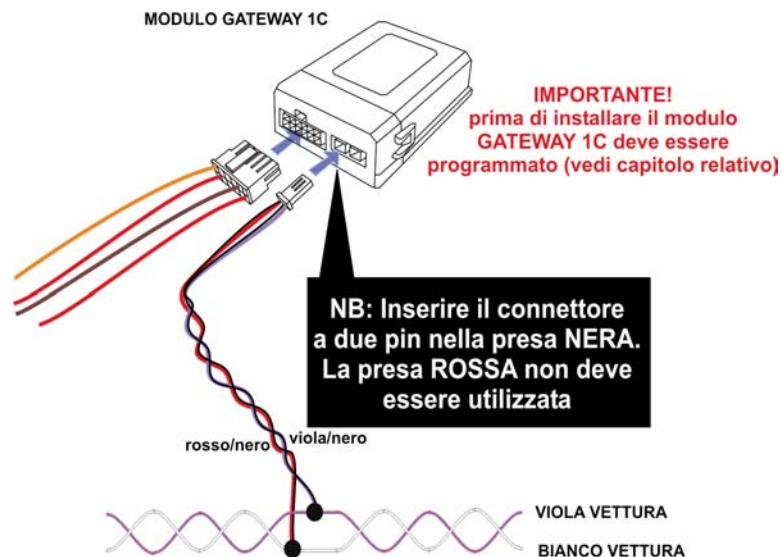 MODULO GATEWAY 1C
IMPORTANTE!
prima di installare il modulo
GATEWAY 1C deve essere
programmato (vedi capitolo relativo)
NB: Inserire il connettore
a due pin nella presa NERA.
La presa ROSSA non deve
essere utilizzata
rosso/nero
viola/nero
VIOLA VETTURA
BIANCO VETTURA